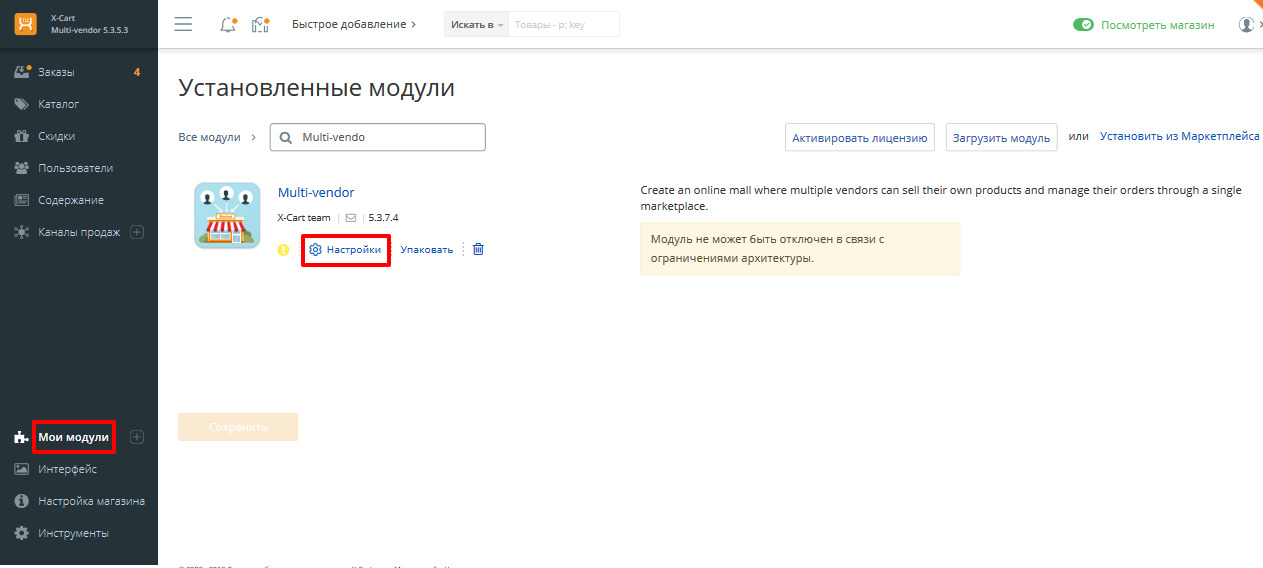 X-Cart
Multi-vendor 5.3.5.3
Быстрое добавление
Искать в
Товары - p: key
Посмотреть магазин
Заказы 4
Каталог
Скидки
Пользователи
Содержание
Каналы продаж
Мои модули
Интерфейс
Настройка магазина
Инструменты
Установленные модули
Все модули
Multi-vendo
Активировать лицензию
Загрузить модуль
или
Установить из Маркетплейса
Multi-vendor
X-Cart team 5.3.7.4
Настройки
Упаковать
Create an online mall where multiple vendors can sell their own products and manage their orders through a single
marketplace.
Модуль не может быть отключен в связи с
ограничениями архитектуры.
Сохранить